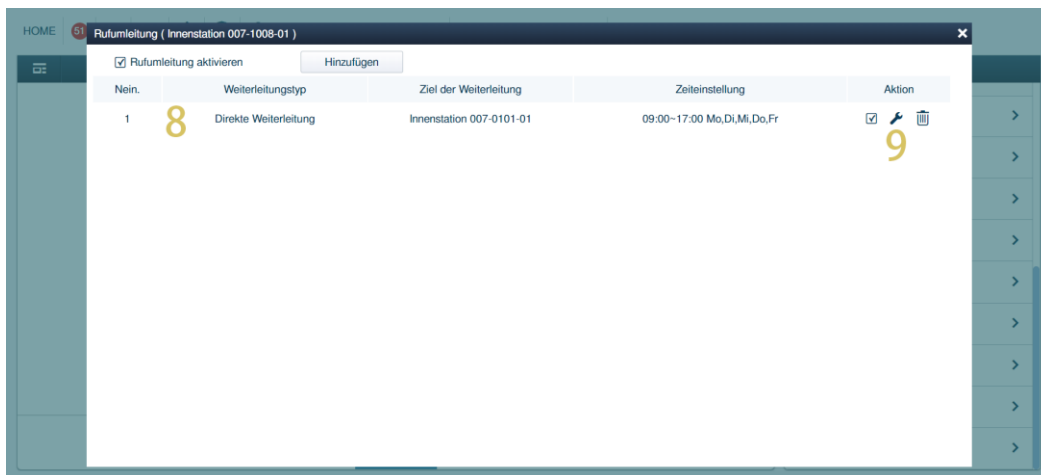 HOME 51
Rufumleitung ( Innenstation 007-1008-01 )
Rufumleitung aktivieren Hinzufügen
Nein. Weiterleitungstyp Ziel der Weiterleitung Zeiteinstellung Aktion
1 8 Direkte Weiterleitung Innenstation 007-0101-01 09:00~17:00 Mo,Di,Mi,Do,Fr
9